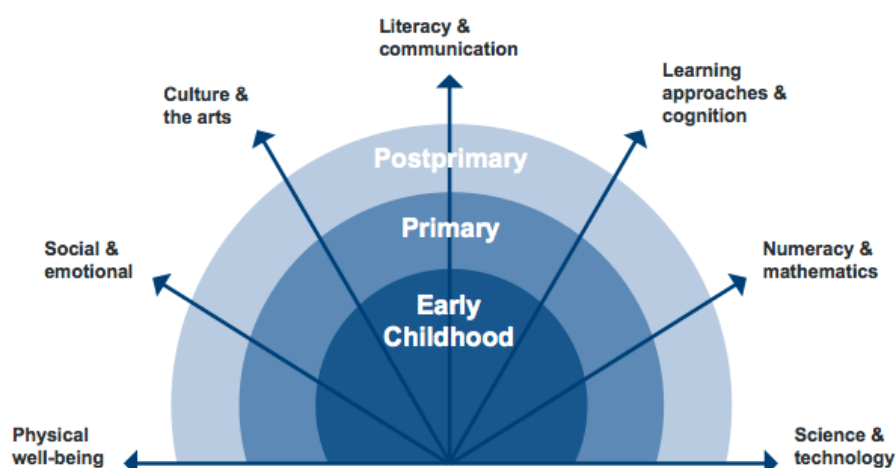 Literacy &
communication
Learning
approaches &
cognition
Culture &
the arts
Postprimary
Primary
Social &
emotional
Numeracy &
mathematics
Early
Childhood
Physical
well-being
Science &
technology